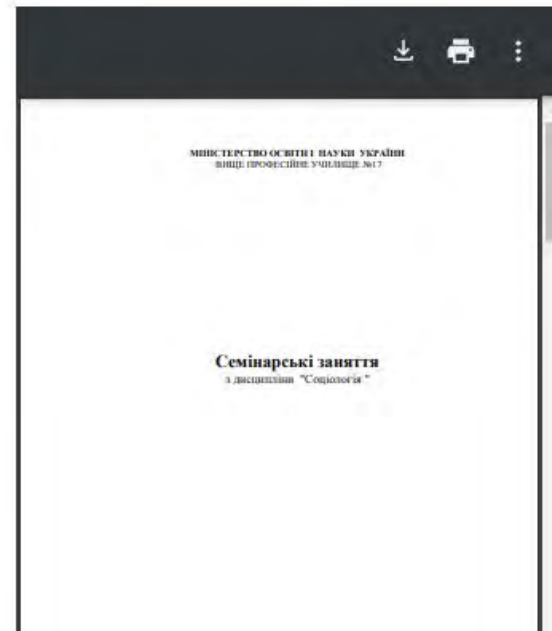 МІНІСТЕРСТВО ОСВІТИ І НАУКИ УКРАЇНИ
ВИЩЕ ПРОФЕСІЙНЕ УЧИЛИЩЕ №17
Семінарські заняття
з дисципліни "Соціологія "